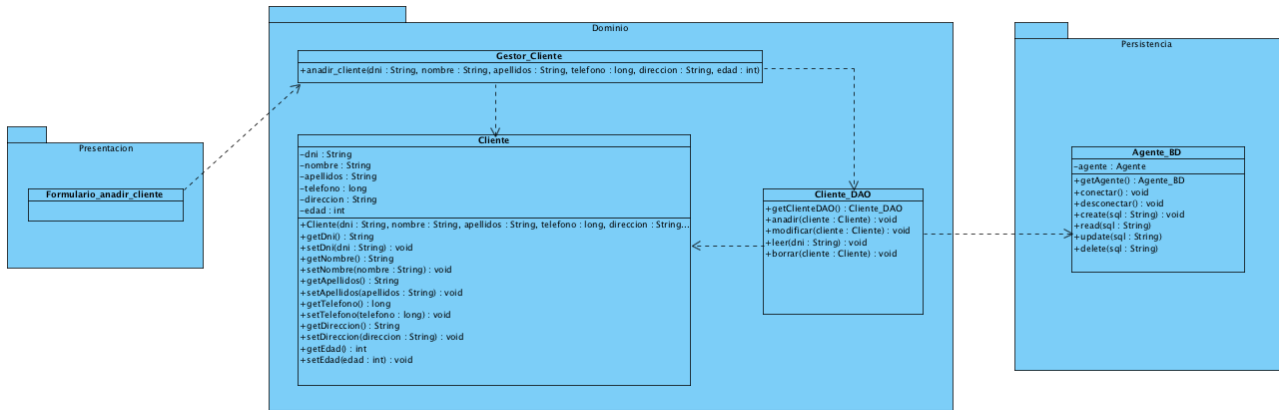 Dominio
Gestor_Cliente
+anadir_cliente(dni : String, nombre : String, apellidos : String, telefono : long, direccion : String, edad : int)
Presentacion
Formulario_anadir_cliente
Cliente
-dni : String
-nombre : String
-apellidos : String
-telefono : long
-direccion : String
-edad : int
+Cliente(dni : String, nombre : String, apellidos : String, telefono : long, direccion : String...
+getDni() : String
+setDni(dni : String) : void
+getNombre() : String
+setNombre(nombre : String) : void
+getApellidos() : String
+setApellidos(apellidos : String) : void
+getTelefono() : long
+setTelefono(telefono : long) : void
+getDireccion() : String
+setDireccion(direccion : String) : void
+getEdad() : int
+setEdad(edad : int) : void
Cliente_DAO
+getClienteDAO() : Cliente_DAO
+anadir(cliente : Cliente) : void
+modificar(cliente : Cliente) : void
+leer(dni : String) : void
+borrar(cliente : Cliente) : void
Persistencia
Agente_BD
-agente : Agente
+getAgente() : Agente_BD
+conectar() : void
+desconectar() : void
+create(sql : String) : void
+read(sql : String)
+update(sql : String)
+delete(sql : String)